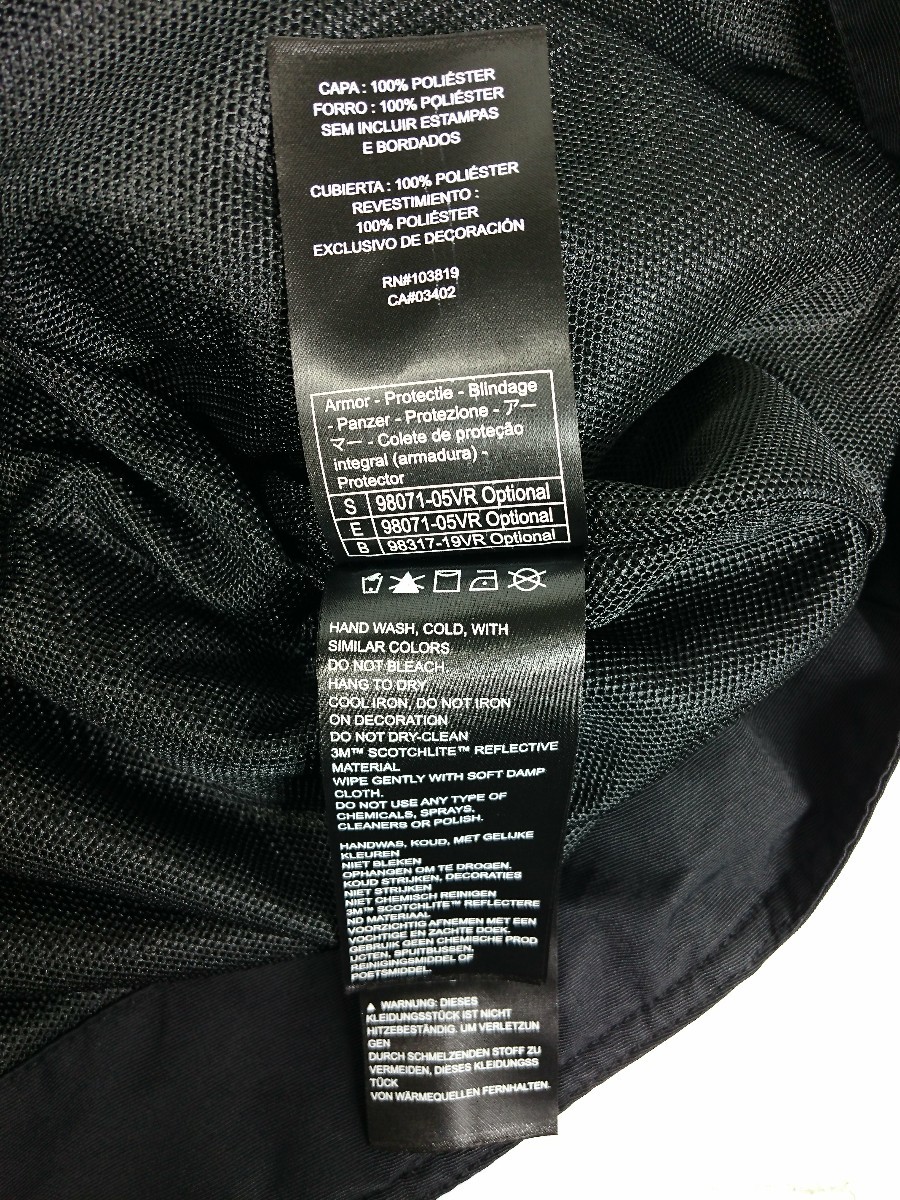 CAPA : 100% POLIÉSTER
FORRO : 100% POLIÉSTER
SEM INCLUIR ESTAMPAS
E BORDADOS
CUBIERTA : 100% POLIÉSTER
REVESTIMIENTO :
100% POLIÉSTER
EXCLUSIVO DE DECORACIÓN
RN#103819
CA#03402
Armor - Protectie - Blindage
- Panzer - Protezione - アー
マー - Colete de proteção
integral (armadura) -
Protector
S 98071-05VR Optional
E 98071-05VR Optional
B 98317-19VR Optional
HAND WASH, COLD, WITH
SIMILAR COLORS
DO NOT BLEACH.
HANG TO DRY
COOL IRON, DO NOT IRON
ON DECORATION
DO NOT DRY-CLEAN
3M™ SCOTCHLITE™ REFLECTIVE
MATERIAL
WIPE GENTLY WITH SOFT DAMP
CLOTH.
DO NOT USE ANY TYPE OF
CHEMICALS, SPRAYS,
CLEANERS OR POLISH.
HANDWAS, KOUD, MET GELIJKE
KLEUREN
NIET BLEKEN
OPHANGEN OM TE DROGEN.
KOUD STRIJKEN, DECORATIES
NIET STRIJKEN
NIET CHEMISCH REINIGEN
3M™ SCOTCHLITE™ REFLECTERE
ND MATERIAAL
VOORZICHTIG AFNEMEN MET EEN
VOCHTIGE EN ZACHTE DOEK.
GEBRUIK GEEN CHEMISCHE PROD
UCTEN, SPUITBUSSEN,
REINIGINGSMIDDEL OF
POETSMIDDEL.
WARNUNG: DIESES
KLEIDUNGSSTÜCK IST NICHT
HITZEBESTÄNDIG. UM VERLETZUN
GEN
DURCH SCHMELZENDEN STOFF ZU
VERMEIDEN, DIESES KLEIDUNGSS
TÜCK
VON WÄRMEQUELLEN FERNHALTEN.